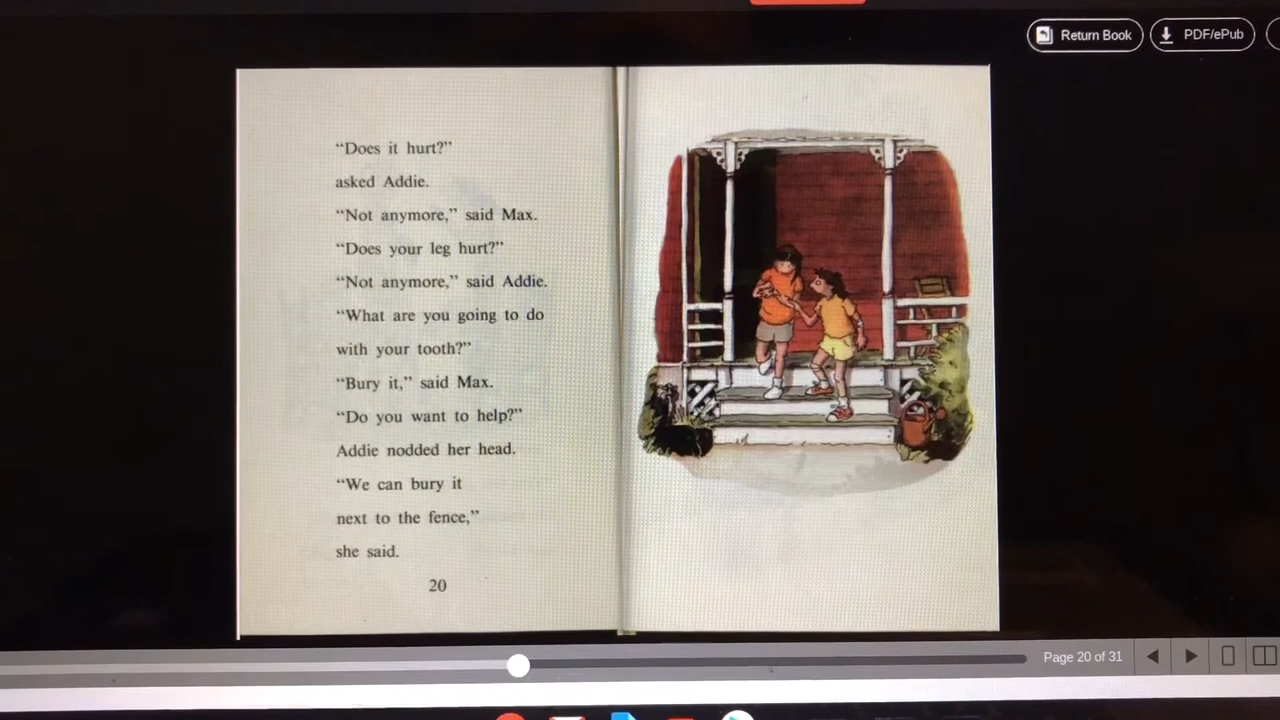 Return Book
PDF/ePub
“Does it hurt?”
asked Addie.
“Not anymore,” said Max.
“Does your leg hurt?”
“Not anymore,” said Addie.
“What are you going to do
with your tooth?”
“Bury it,” said Max.
“Do you want to help?”
Addie nodded her head.
“We can bury it
next to the fence,”
she said.
20
Page 20 of 31